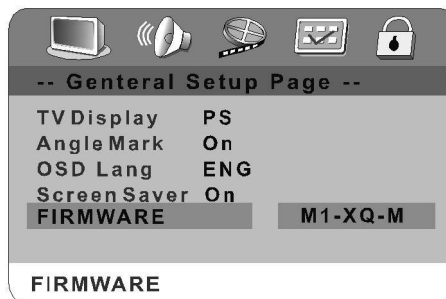 -- Genteral Setup Page --
TV Display PS
Angle Mark On
OSD Lang ENG
Screen Saver On
FIRMWARE M1-XQ-M
FIRMWARE